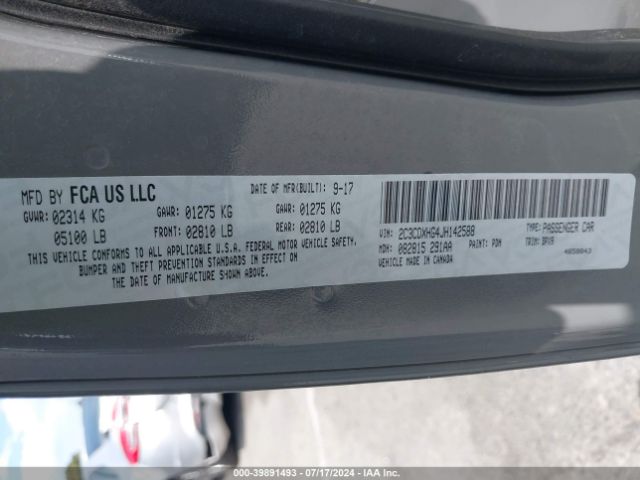 MFD BY FCA US LLC
DATE OF MFR(BUILT): 9-17
GVWR: 02314 KG
GAWR: 01275 KG
GAWR: 01275 KG
05100 LB
FRONT: 02810 LB
REAR: 02810 LB
THIS VEHICLE CONFORMS TO ALL APPLICABLE U.S.A. FEDERAL MOTOR VEHICLE SAFETY,
BUMPER AND THEFT PREVENTION STANDARDS IN EFFECT ON
THE DATE OF MANUFACTURE SHOWN ABOVE.
VIN: 2C3CDXHG4JH142588
TYPE: PASSENGER CAR
MDH: 082815 291AA
PAINT: PDN
TRIM:
VEHICLE MADE IN CANADA
000-39891493 - 07/17/2024 - IAA Inc.